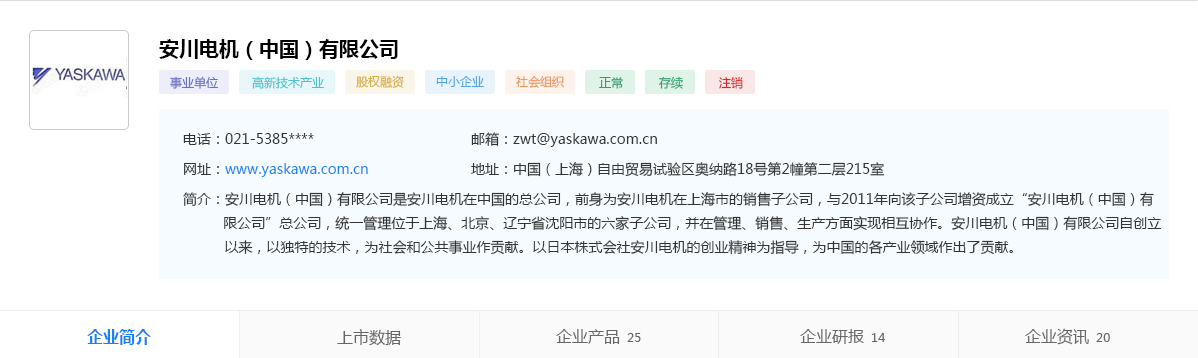 安川电机（中国）有限公司
YASKAWA
事业单位 高新技术产业 股权融资 中小企业 社会组织 正常 存续 注销
电话：021-5385**** 邮箱：zwt@yaskawa.com.cn
网址：www.yaskawa.com.cn 地址：中国（上海）自由贸易试验区奥纳路18号第2幢第二层215室
简介：安川电机（中国）有限公司是安川电机在中国的总公司，前身为安川电机在上海市的销售子公司，与2011年向该子公司增资成立“安川电机（中国）有
限公司”总公司，统一管理位于上海、北京、辽宁省沈阳市的六家子公司，并在管理、销售、生产方面实现相互协作。安川电机（中国）有限公司自创立
以来，以独特的技术，为社会和公共事业作贡献。以日本株式会社安川电机的创业精神为指导，为中国的各产业领域作出了贡献。
企业简介 上市数据 企业产品 25 企业研报 14 企业资讯 20